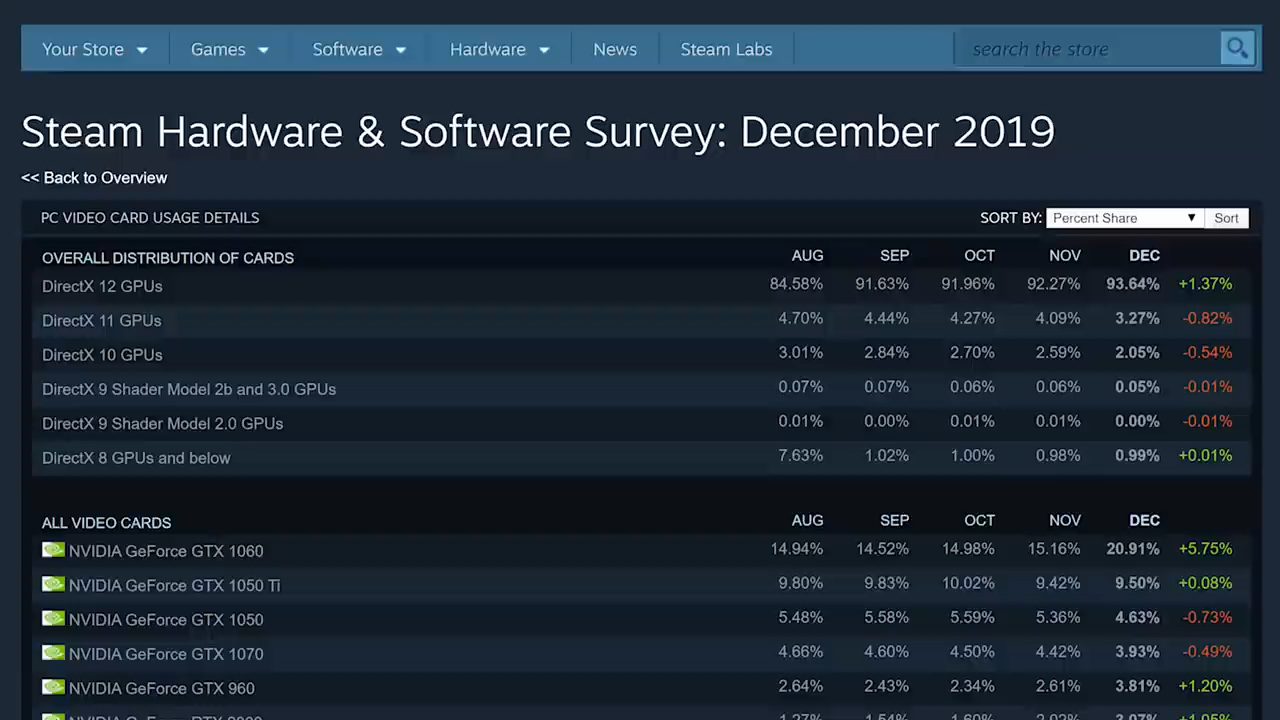 Your Store Games Software Hardware News Steam Labs search the store
Steam Hardware & Software Survey: December 2019
<< Back to Overview
PC VIDEO CARD USAGE DETAILS SORT BY: Percent Share Sort
OVERALL DISTRIBUTION OF CARDS AUG SEP OCT NOV DEC
DirectX 12 GPUs 84.58% 91.63% 91.96% 92.27% 93.64% +1.37%
DirectX 11 GPUs 4.70% 4.44% 4.27% 4.09% 3.27% -0.82%
DirectX 10 GPUs 3.01% 2.84% 2.70% 2.59% 2.05% -0.54%
DirectX 9 Shader Model 2b and 3.0 GPUs 0.07% 0.07% 0.06% 0.06% 0.05% -0.01%
DirectX 9 Shader Model 2.0 GPUs 0.01% 0.00% 0.01% 0.01% 0.00% -0.01%
DirectX 8 GPUs and below 7.63% 1.02% 1.00% 0.98% 0.99% +0.01%
ALL VIDEO CARDS AUG SEP OCT NOV DEC
NVIDIA GeForce GTX 1060 14.94% 14.52% 14.98% 15.16% 20.91% +5.75%
NVIDIA GeForce GTX 1050 Ti 9.80% 9.83% 10.02% 9.42% 9.50% +0.08%
NVIDIA GeForce GTX 1050 5.48% 5.58% 5.59% 5.36% 4.63% -0.73%
NVIDIA GeForce GTX 1070 4.66% 4.60% 4.50% 4.42% 3.93% -0.49%
NVIDIA GeForce GTX 960 2.64% 2.43% 2.34% 2.61% 3.81% +1.20%